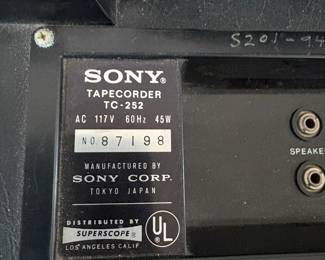 S201-94
SONY®
TAPECORDER
TC-252
AC 117V 60Hz 45W
NO. 87198
MANUFACTURED BY
SONY CORP.
TOKYO JAPAN
DISTRIBUTED BY
SUPERSCOPE®
LOS ANGELES CALIF
UL
SPEAKE